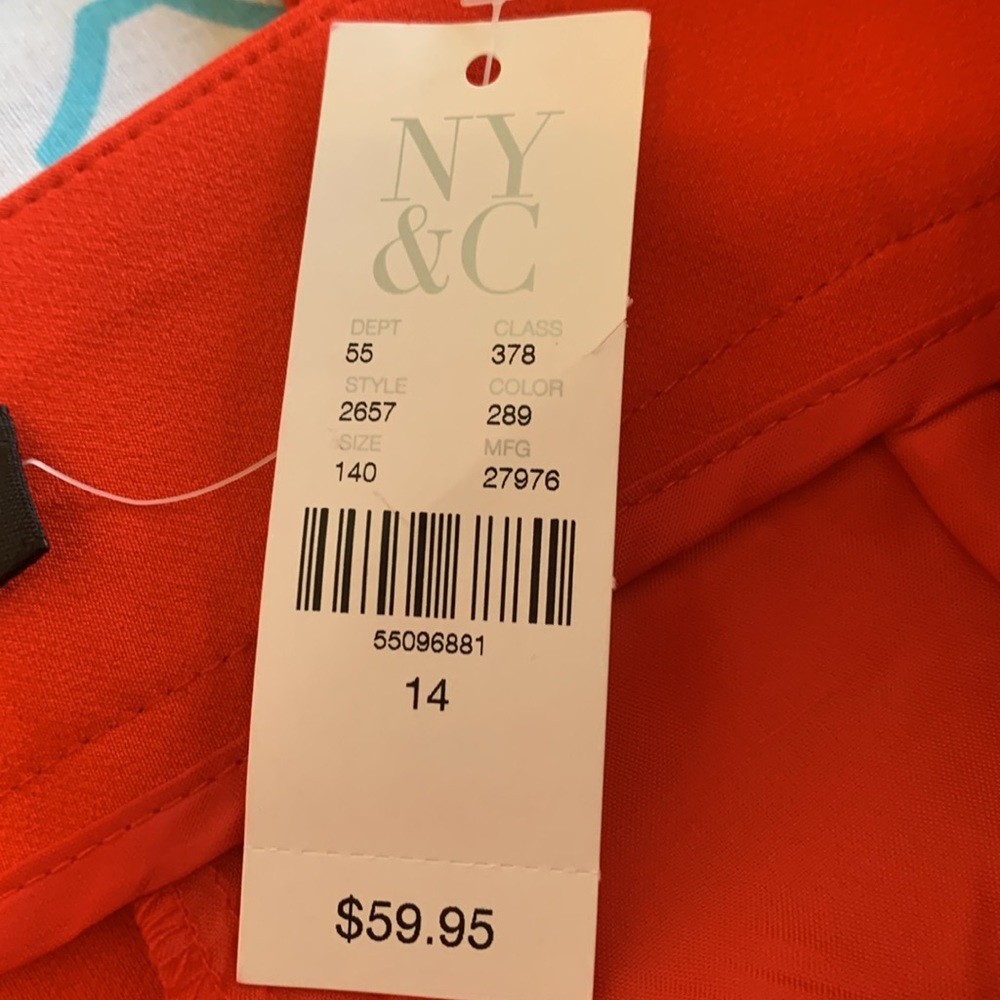 NY
&C
DEPT CLASS
55 378
STYLE COLOR
2657 289
SIZE MFG
140 27976
55096881
14
$59.95